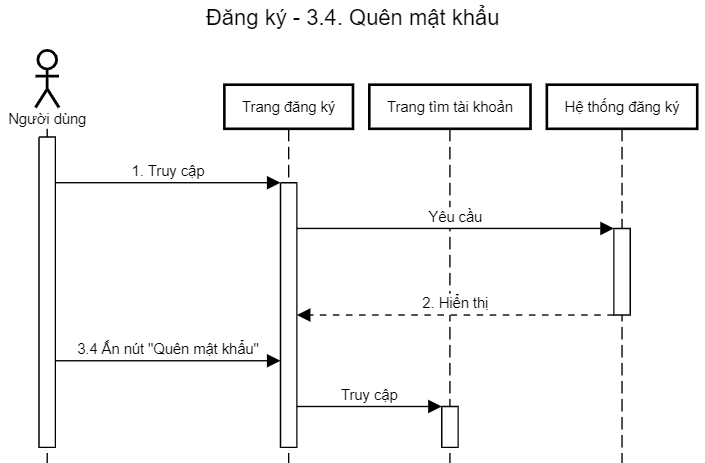 Đăng ký - 3.4. Quên mật khẩu
Người dùng
Trang đăng ký
Trang tìm tài khoản
Hệ thống đăng ký
1. Truy cập
Yêu cầu
2. Hiển thị
3.4 Ấn nút "Quên mật khẩu"
Truy cập